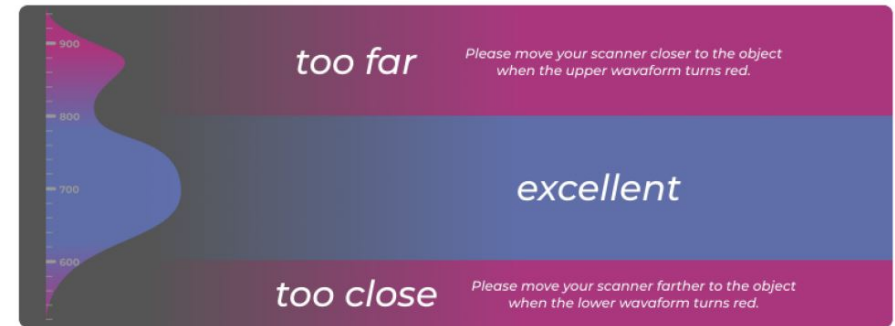 900
too far
Please move your scanner closer to the object
when the upper wavaform turns red.
800
700
excellent
600
too close
Please move your scanner farther to the object
when the lower wavaform turns red.